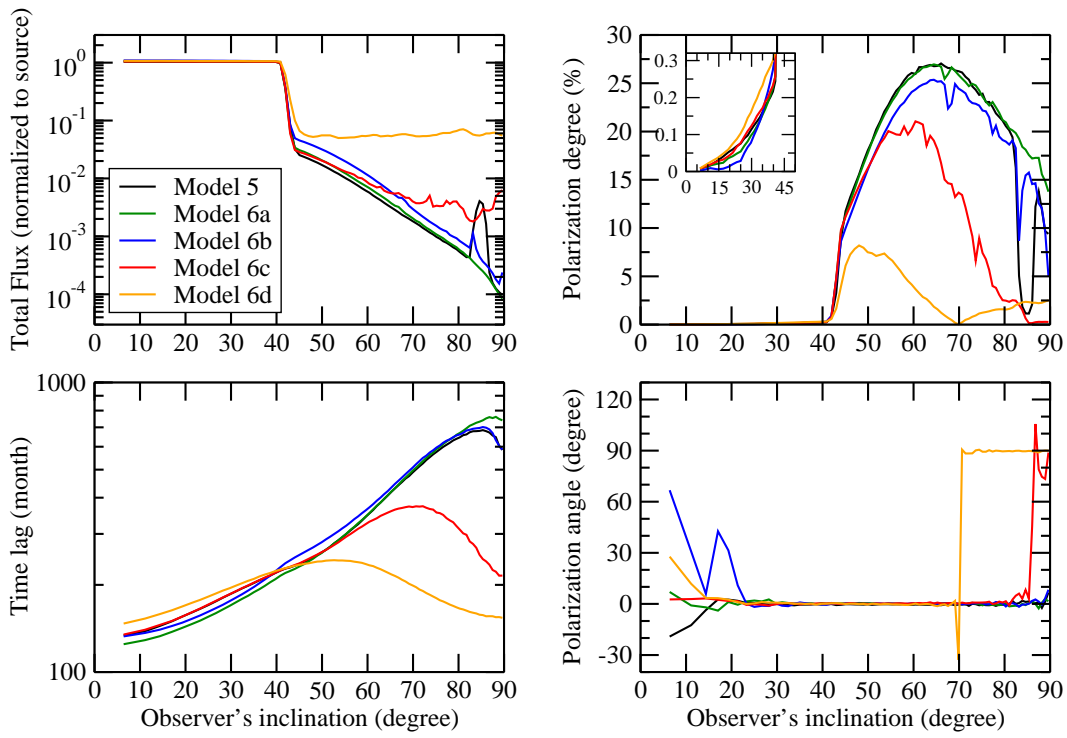 Total Flux (normalized to source)
10^0
10^-1
10^-2
10^-3
10^-4
Model 5
Model 6a
Model 6b
Model 6c
Model 6d
0 10 20 30 40 50 60 70 80 90
Polarization degree (%)
30
25
20
15
10
5
0
0.3
0.2
0.1
0
0 15 30 45
0 10 20 30 40 50 60 70 80 90
Time lag (month)
1000
100
0 10 20 30 40 50 60 70 80 90
Observer's inclination (degree)
Polarization angle (degree)
120
90
60
30
0
-30
0 10 20 30 40 50 60 70 80 90
Observer's inclination (degree)